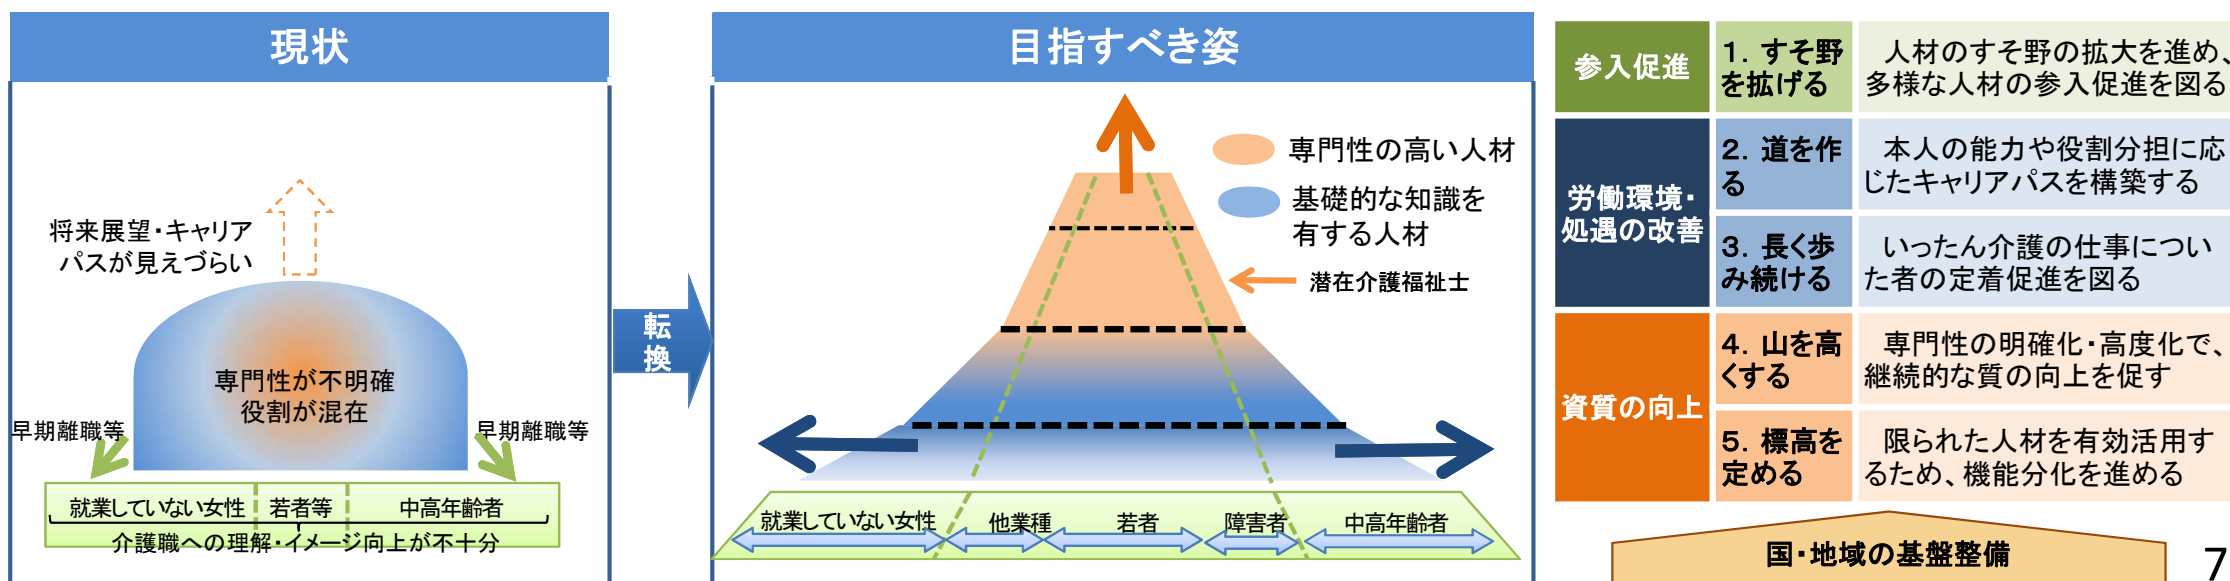 現状
将来展望・キャリア
パスが見えづらい
専門性が不明確
役割が混在
早期離職等
早期離職等
就業していない女性
若者等
中高年齢者
介護職への理解・イメージ向上が不十分
転
換
目指すべき姿
専門性の高い人材
基礎的な知識を
有する人材
潜在介護福祉士
就業していない女性
他業種
若者
障害者
中高年齢者
参入促進
1．すそ野
を拡げる
人材のすそ野の拡大を進め、
多様な人材の参入促進を図る
労働環境・
処遇の改善
2．道を作
る
本人の能力や役割分担に応
じたキャリアパスを構築する
3．長く歩
み続ける
いったん介護の仕事につい
た者の定着促進を図る
資質の向上
4．山を高
くする
専門性の明確化・高度化で、
継続的な質の向上を促す
5．標高を
定める
限られた人材を有効活用す
るため、機能分化を進める
国・地域の基盤整備
7